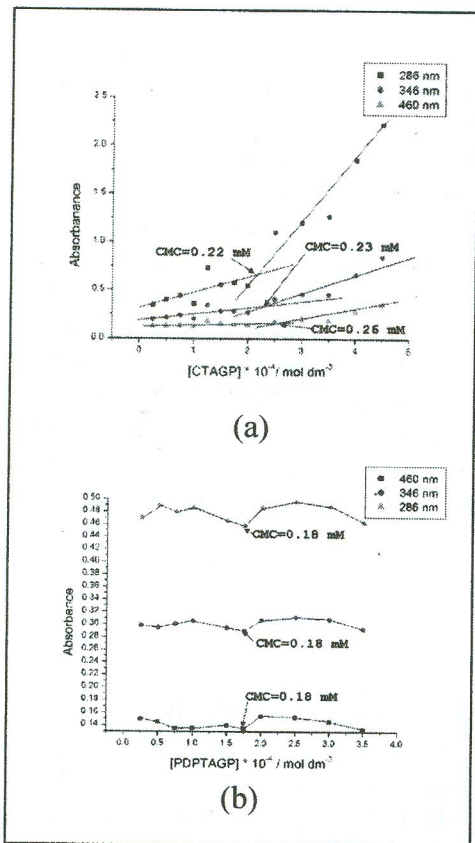 286 nm
346 nm
460 nm
Absorbanance
2.5
2.0
1.5
1.0
0.5
0.0
CMC=0.22 mM
CMC=0.23 mM
CMC=0.26 mM
0 1 2 3 4 5
[CTAGP] * 10⁻⁴/ mol dm⁻³
(a)
460 nm
346 nm
286 nm
Absorbance
0.50
0.48
0.46
0.44
0.42
0.40
0.38
0.36
0.34
0.32
0.30
0.28
0.26
0.24
0.22
0.20
0.18
0.16
0.14
CMC=0.18 mM
CMC=0.18 mM
CMC=0.18 mM
0.0 0.5 1.0 1.5 2.0 2.5 3.0 3.5 4.0
[PDPTAGP] * 10⁻⁴ / mol dm⁻³
(b)